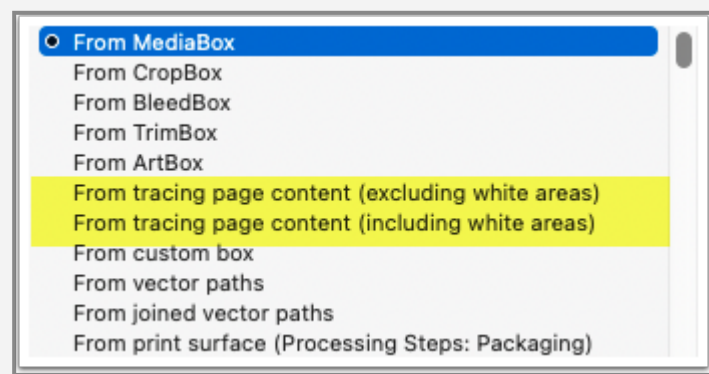 From MediaBox
From CropBox
From BleedBox
From TrimBox
From ArtBox
From tracing page content (excluding white areas)
From tracing page content (including white areas)
From custom box
From vector paths
From joined vector paths
From print surface (Processing Steps: Packaging)